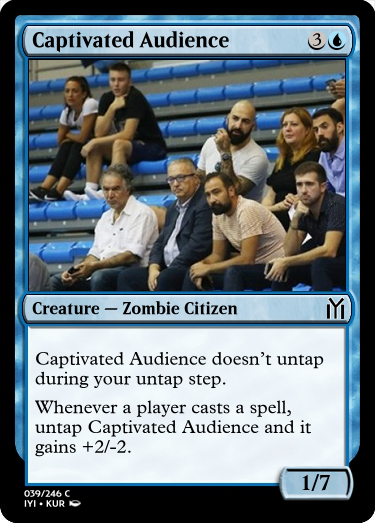 Captivated Audience 3
Creature — Zombie Citizen
Captivated Audience doesn't untap
during your untap step.
Whenever a player casts a spell,
untap Captivated Audience and it
gains +2/-2.
1/7
039/246 C
IYI • KUR